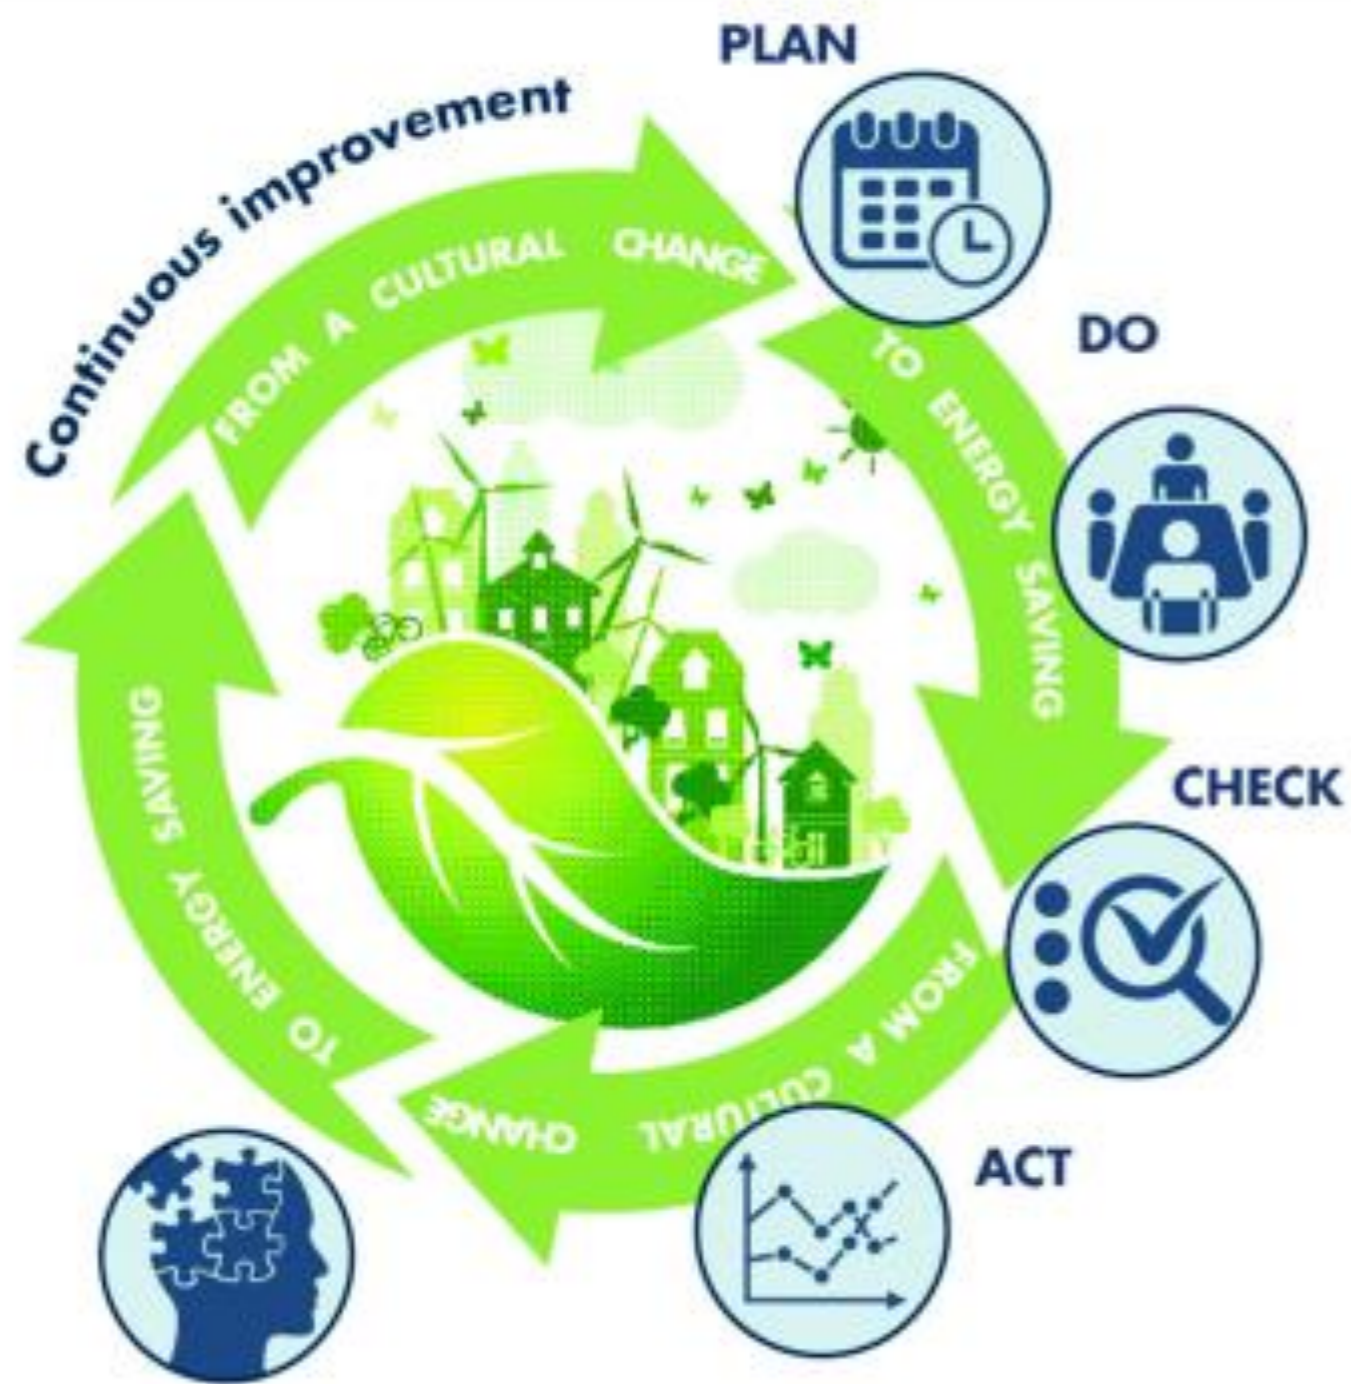 PLAN
Continuous improvement
FROM A CULTURAL CHANGE
DO
TO ENERGY SAVING
CHECK
FROM A CULTURAL CHANGE
ACT
TO ENERGY SAVING